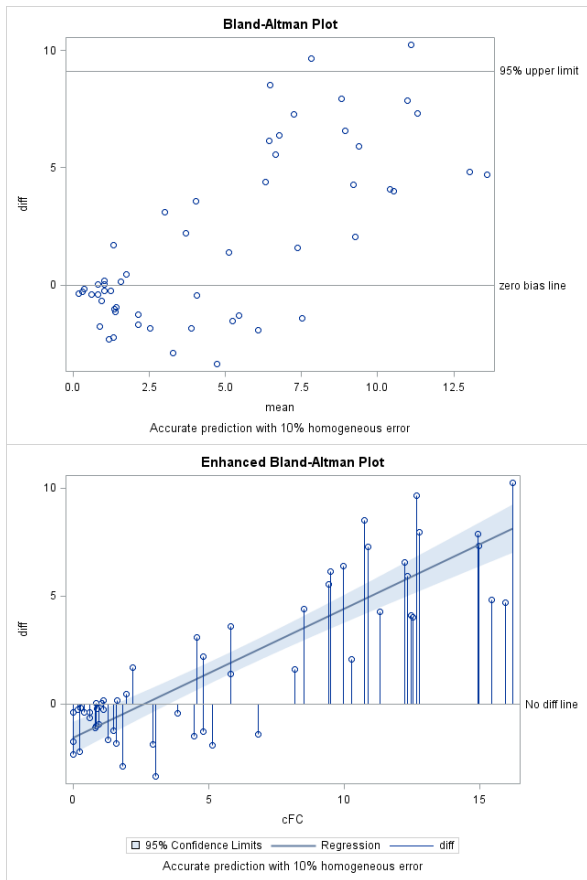 Bland-Altman Plot
10
95% upper limit
5
diff
0
zero bias line
0.0 2.5 5.0 7.5 10.0 12.5
mean
Accurate prediction with 10% homogeneous error
Enhanced Bland-Altman Plot
10
5
diff
0
No diff line
0 5 10 15
cFC
95% Confidence Limits Regression diff
Accurate prediction with 10% homogeneous error